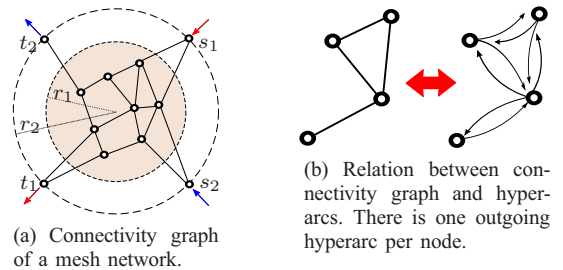 t2
s1
r1
r2
t1
s2
(a) Connectivity graph
of a mesh network.
(b) Relation between con-
nectivity graph and hyper-
arcs. There is one outgoing
hyperarc per node.